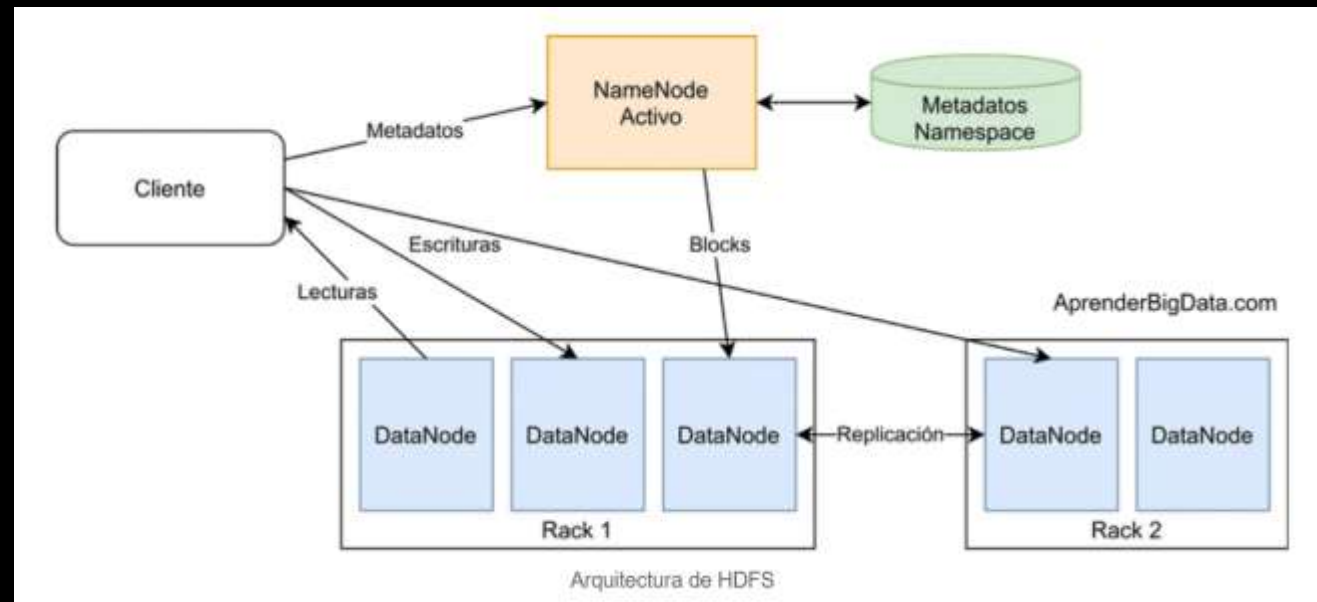 NameNode
Activo
Metadatos
Namespace
Metadatos
Cliente
Escrituras
Blocks
Lecturas
AprenderBigData.com
DataNode
DataNode
DataNode
Replicación
DataNode
DataNode
Rack 1
Rack 2
Arquitectura de HDFS